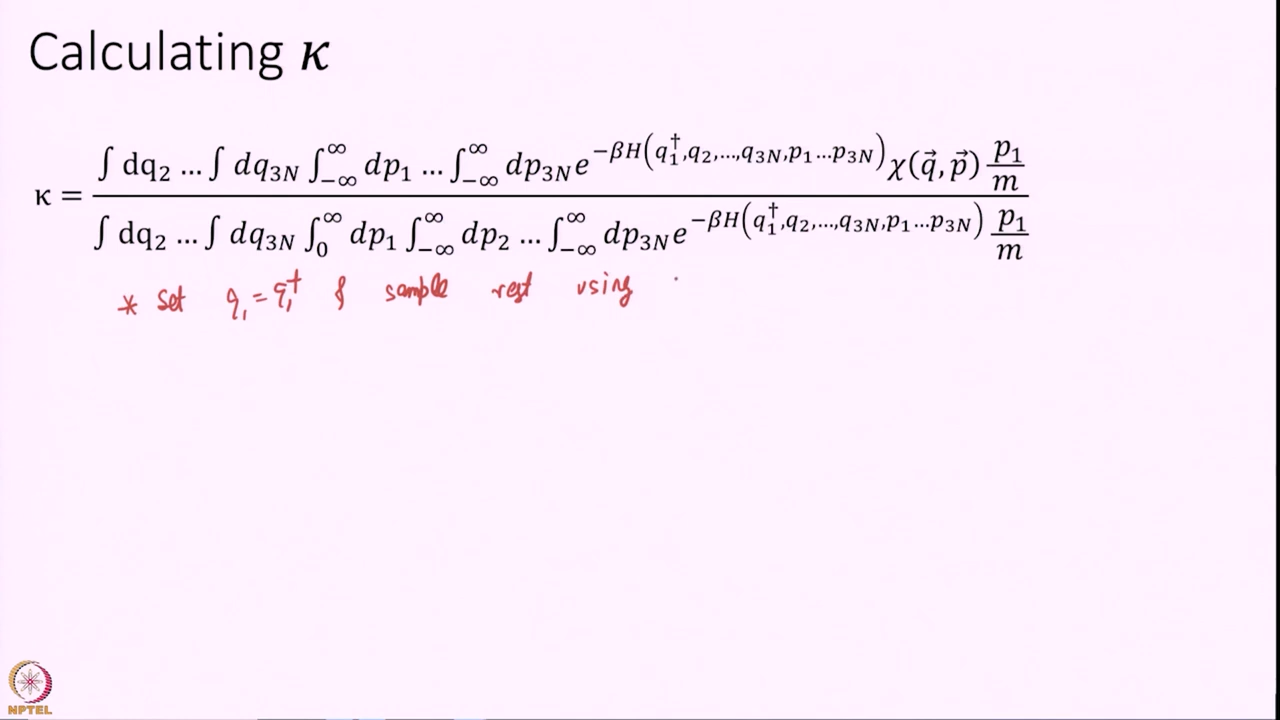 Calculating κ
κ = ∫ dq₂ … ∫ dq₃ₙ ∫₋∞^∞ dp₁ … ∫₋∞^∞ dp₃ₙ e^{−βH(q₁†,q₂,…,q₃ₙ,p₁…p₃ₙ)} χ(q⃗, p⃗) p₁/m
∫ dq₂ … ∫ dq₃ₙ ∫₀^∞ dp₁ ∫₋∞^∞ dp₂ … ∫₋∞^∞ dp₃ₙ e^{−βH(q₁†,q₂,…,q₃ₙ,p₁…p₃ₙ)} p₁/m
* Set q₁ = q₁† & sample rest using
NPTEL